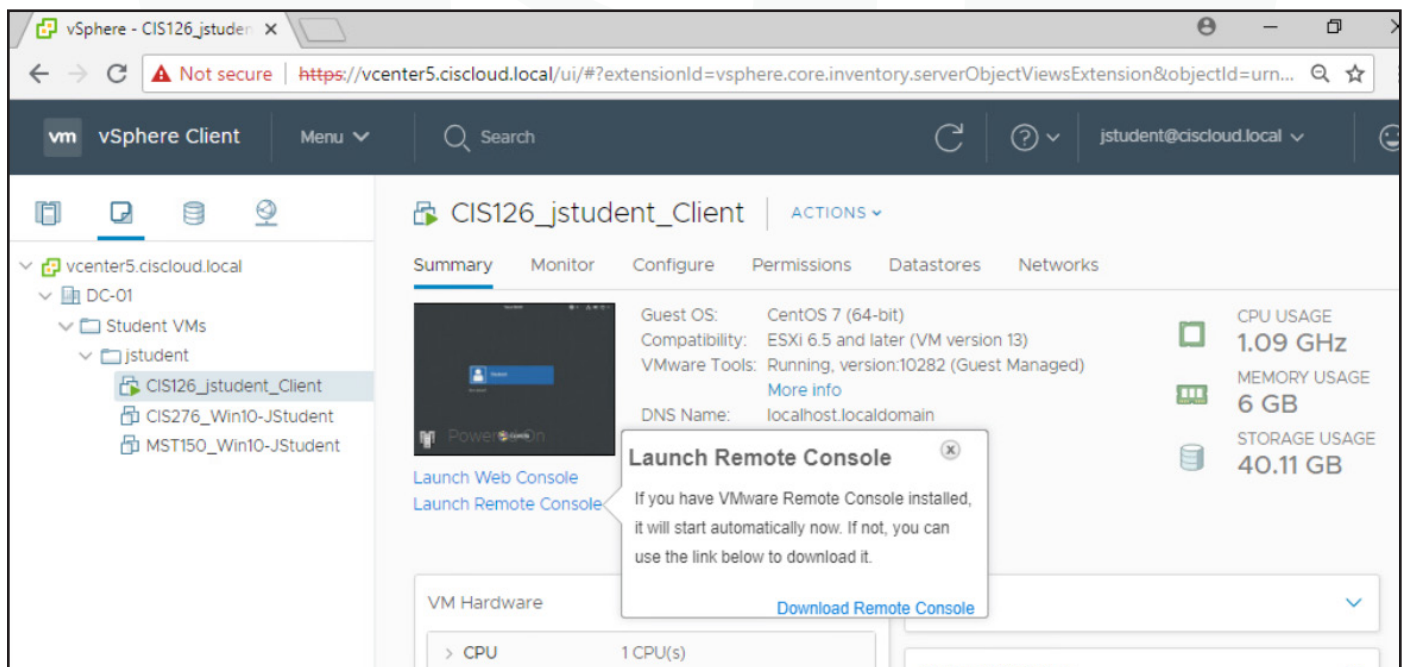 vSphere - CIS126_jstuden
Not secure | https://vcenter5.ciscloud.local/ui/#?extensionId=vsphere.core.inventory.serverObjectViewsExtension&objectId=urn...
vm vSphere Client Menu Search jstudent@ciscloud.local
CIS126_jstudent_Client ACTIONS
Summary Monitor Configure Permissions Datastores Networks
vcenter5.ciscloud.local
DC-01
Student VMs
jstudent
CIS126_jstudent_Client
CIS276_Win10-JStudent
MST150_Win10-JStudent
Powered On
Launch Web Console
Launch Remote Console
Guest OS: CentOS 7 (64-bit)
Compatibility: ESXi 6.5 and later (VM version 13)
VMware Tools: Running, version:10282 (Guest Managed)
More info
DNS Name: localhost.localdomain
CPU USAGE
1.09 GHz
MEMORY USAGE
6 GB
STORAGE USAGE
40.11 GB
Launch Remote Console
If you have VMware Remote Console installed,
it will start automatically now. If not, you can
use the link below to download it.
Download Remote Console
VM Hardware
CPU 1 CPU(s)